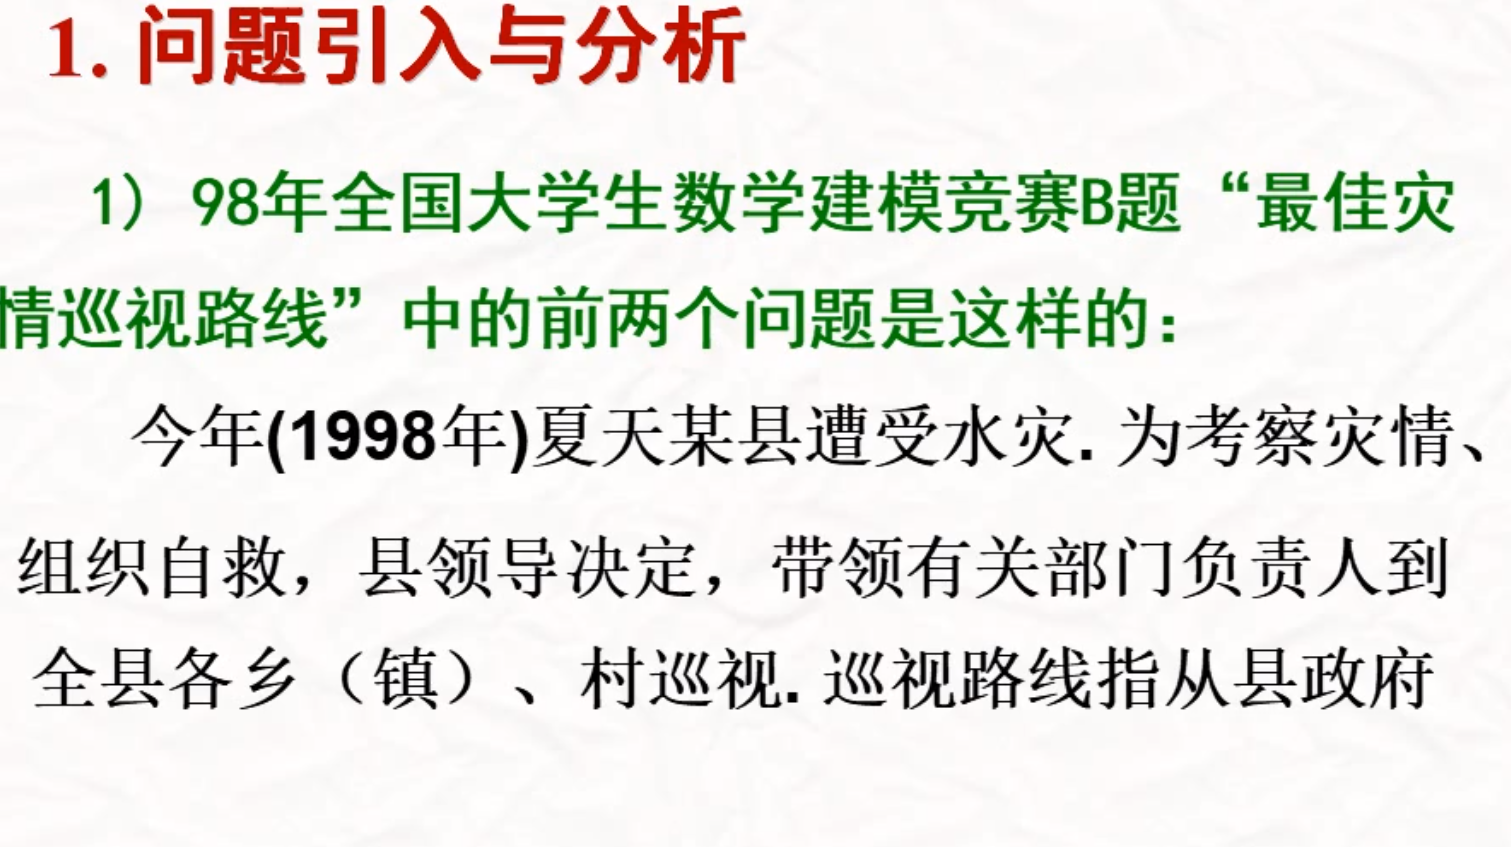 1. 问题引入与分析
1) 98年全国大学生数学建模竞赛B题“最佳灾
情巡视路线”中的前两个问题是这样的:
今年(1998年)夏天某县遭受水灾. 为考察灾情、
组织自救，县领导决定，带领有关部门负责人到
全县各乡（镇）、村巡视. 巡视路线指从县政府